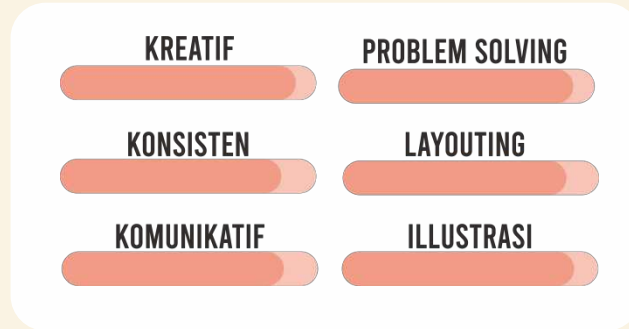 KREATIF
PROBLEM SOLVING
KONSISTEN
LAYOUTING
KOMUNIKATIF
ILLUSTRASI